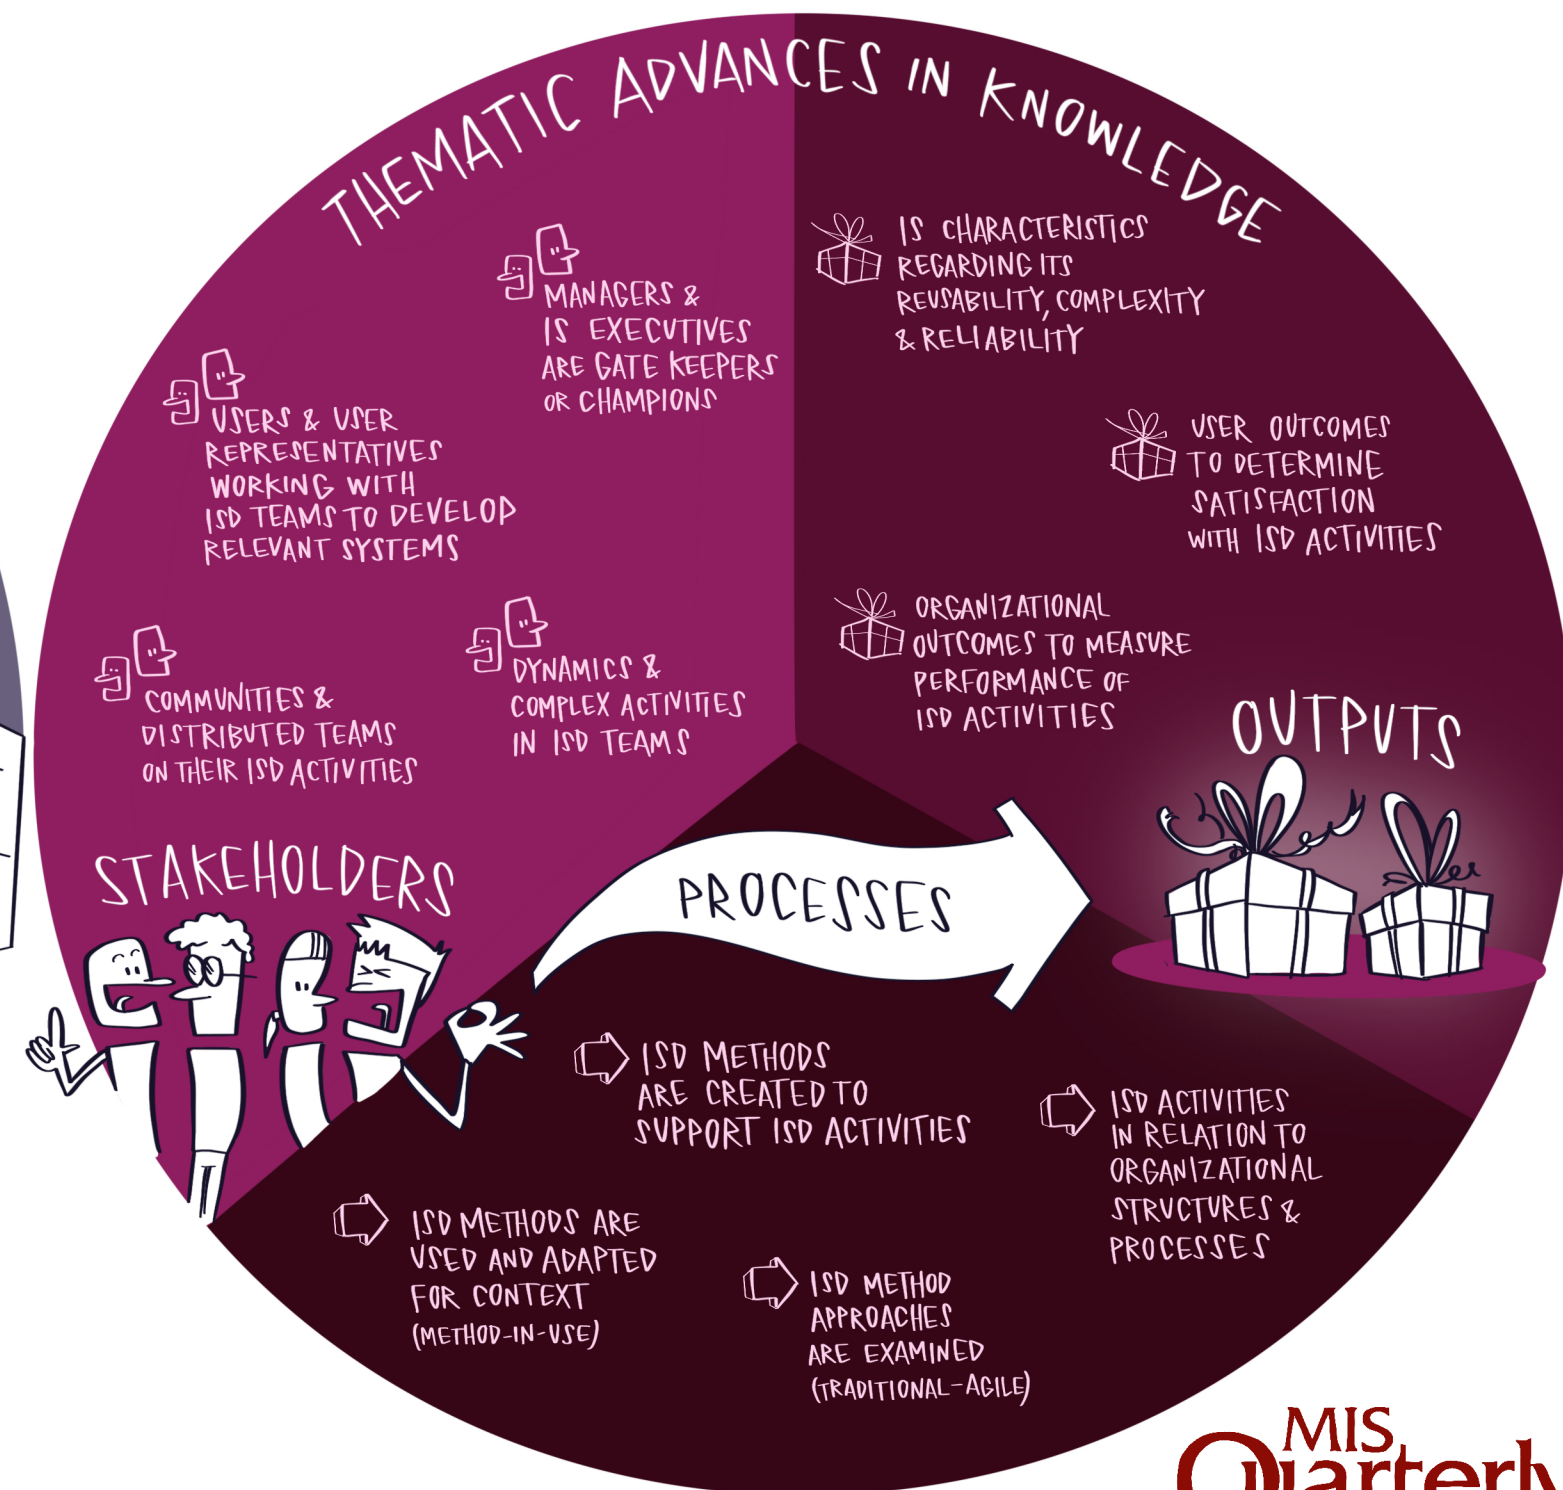 THEMATIC ADVANCES IN KNOWLEDGE
MANAGERS &
IS EXECUTIVES
ARE GATE KEEPERS
OR CHAMPIONS
USERS & USER
REPRESENTATIVES
WORKING WITH
ISD TEAMS TO DEVELOP
RELEVANT SYSTEMS
COMMUNITIES &
DISTRIBUTED TEAMS
ON THEIR ISD ACTIVITIES
DYNAMICS &
COMPLEX ACTIVITIES
IN ISD TEAMS
STAKEHOLDERS
IS CHARACTERISTICS
REGARDING ITS
REUSABILITY, COMPLEXITY
& RELIABILITY
USER OUTCOMES
TO DETERMINE
SATISFACTION
WITH ISD ACTIVITIES
ORGANIZATIONAL
OUTCOMES TO MEASURE
PERFORMANCE OF
ISD ACTIVITIES
OUTPUTS
PROCESSES
ISD METHODS
ARE CREATED TO
SUPPORT ISD ACTIVITIES
ISD ACTIVITIES
IN RELATION TO
ORGANIZATIONAL
STRUCTURES &
PROCESSES
ISD METHODS ARE
USED AND ADAPTED
FOR CONTEXT
(METHOD-IN-USE)
ISD METHOD
APPROACHES
ARE EXAMINED
(TRADITIONAL-AGILE)
MIS
Quarterly